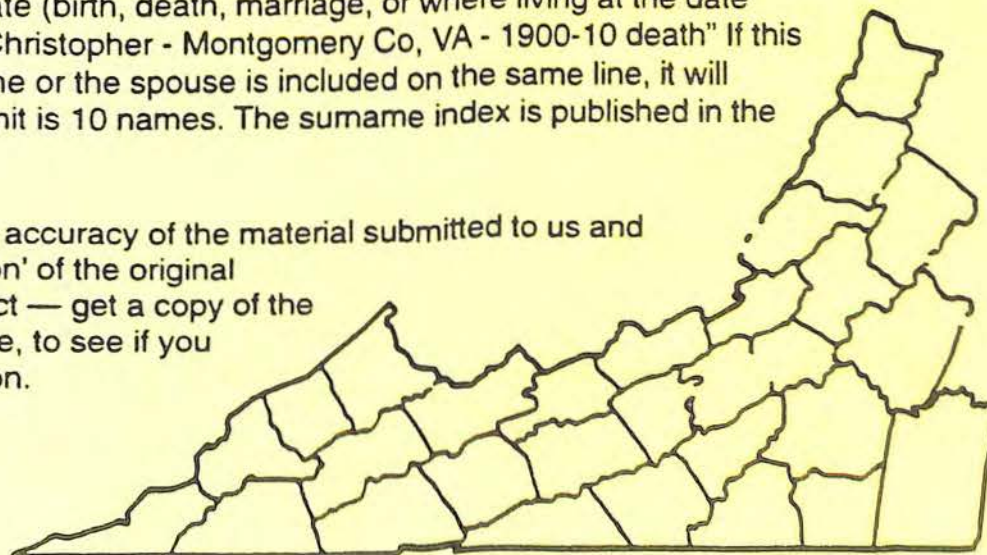 ate (birth, death, marriage, or where living at the date
Christopher - Montgomery Co, VA - 1900-10 death" If this
ne or the spouse is included on the same line, it will
nit is 10 names. The surname index is published in the
accuracy of the material submitted to us and
on' of the original
ct — get a copy of the
e, to see if you
on.